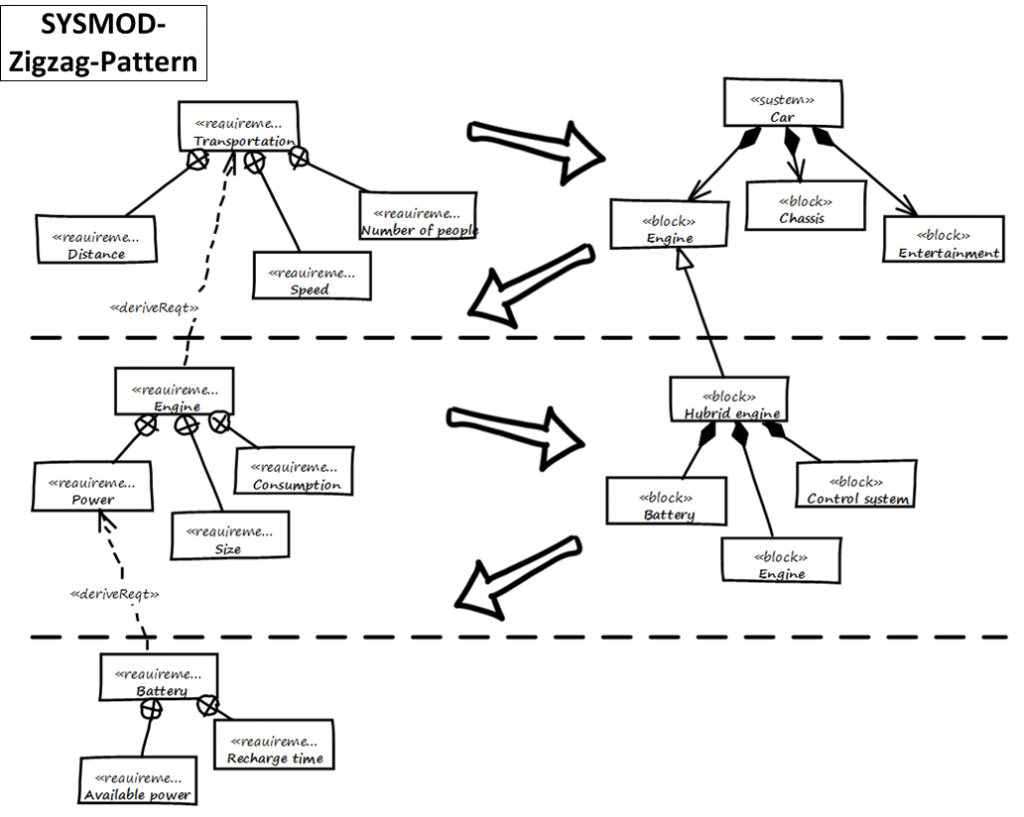 SYSMOD-
Zigzag-Pattern
«requireme...
Transportation
«requireme...
Distance
«requireme...
Speed
«requireme...
Number of people
«deriveReqt»
«system»
Car
«block»
Engine
«block»
Chassis
«block»
Entertainment
«requireme...
Engine
«requireme...
Power
«requireme...
Size
«requireme...
Consumption
«deriveReqt»
«block»
Hybrid engine
«block»
Battery
«block»
Engine
«block»
Control system
«requireme...
Battery
«requireme...
Available power
«requireme...
Recharge time